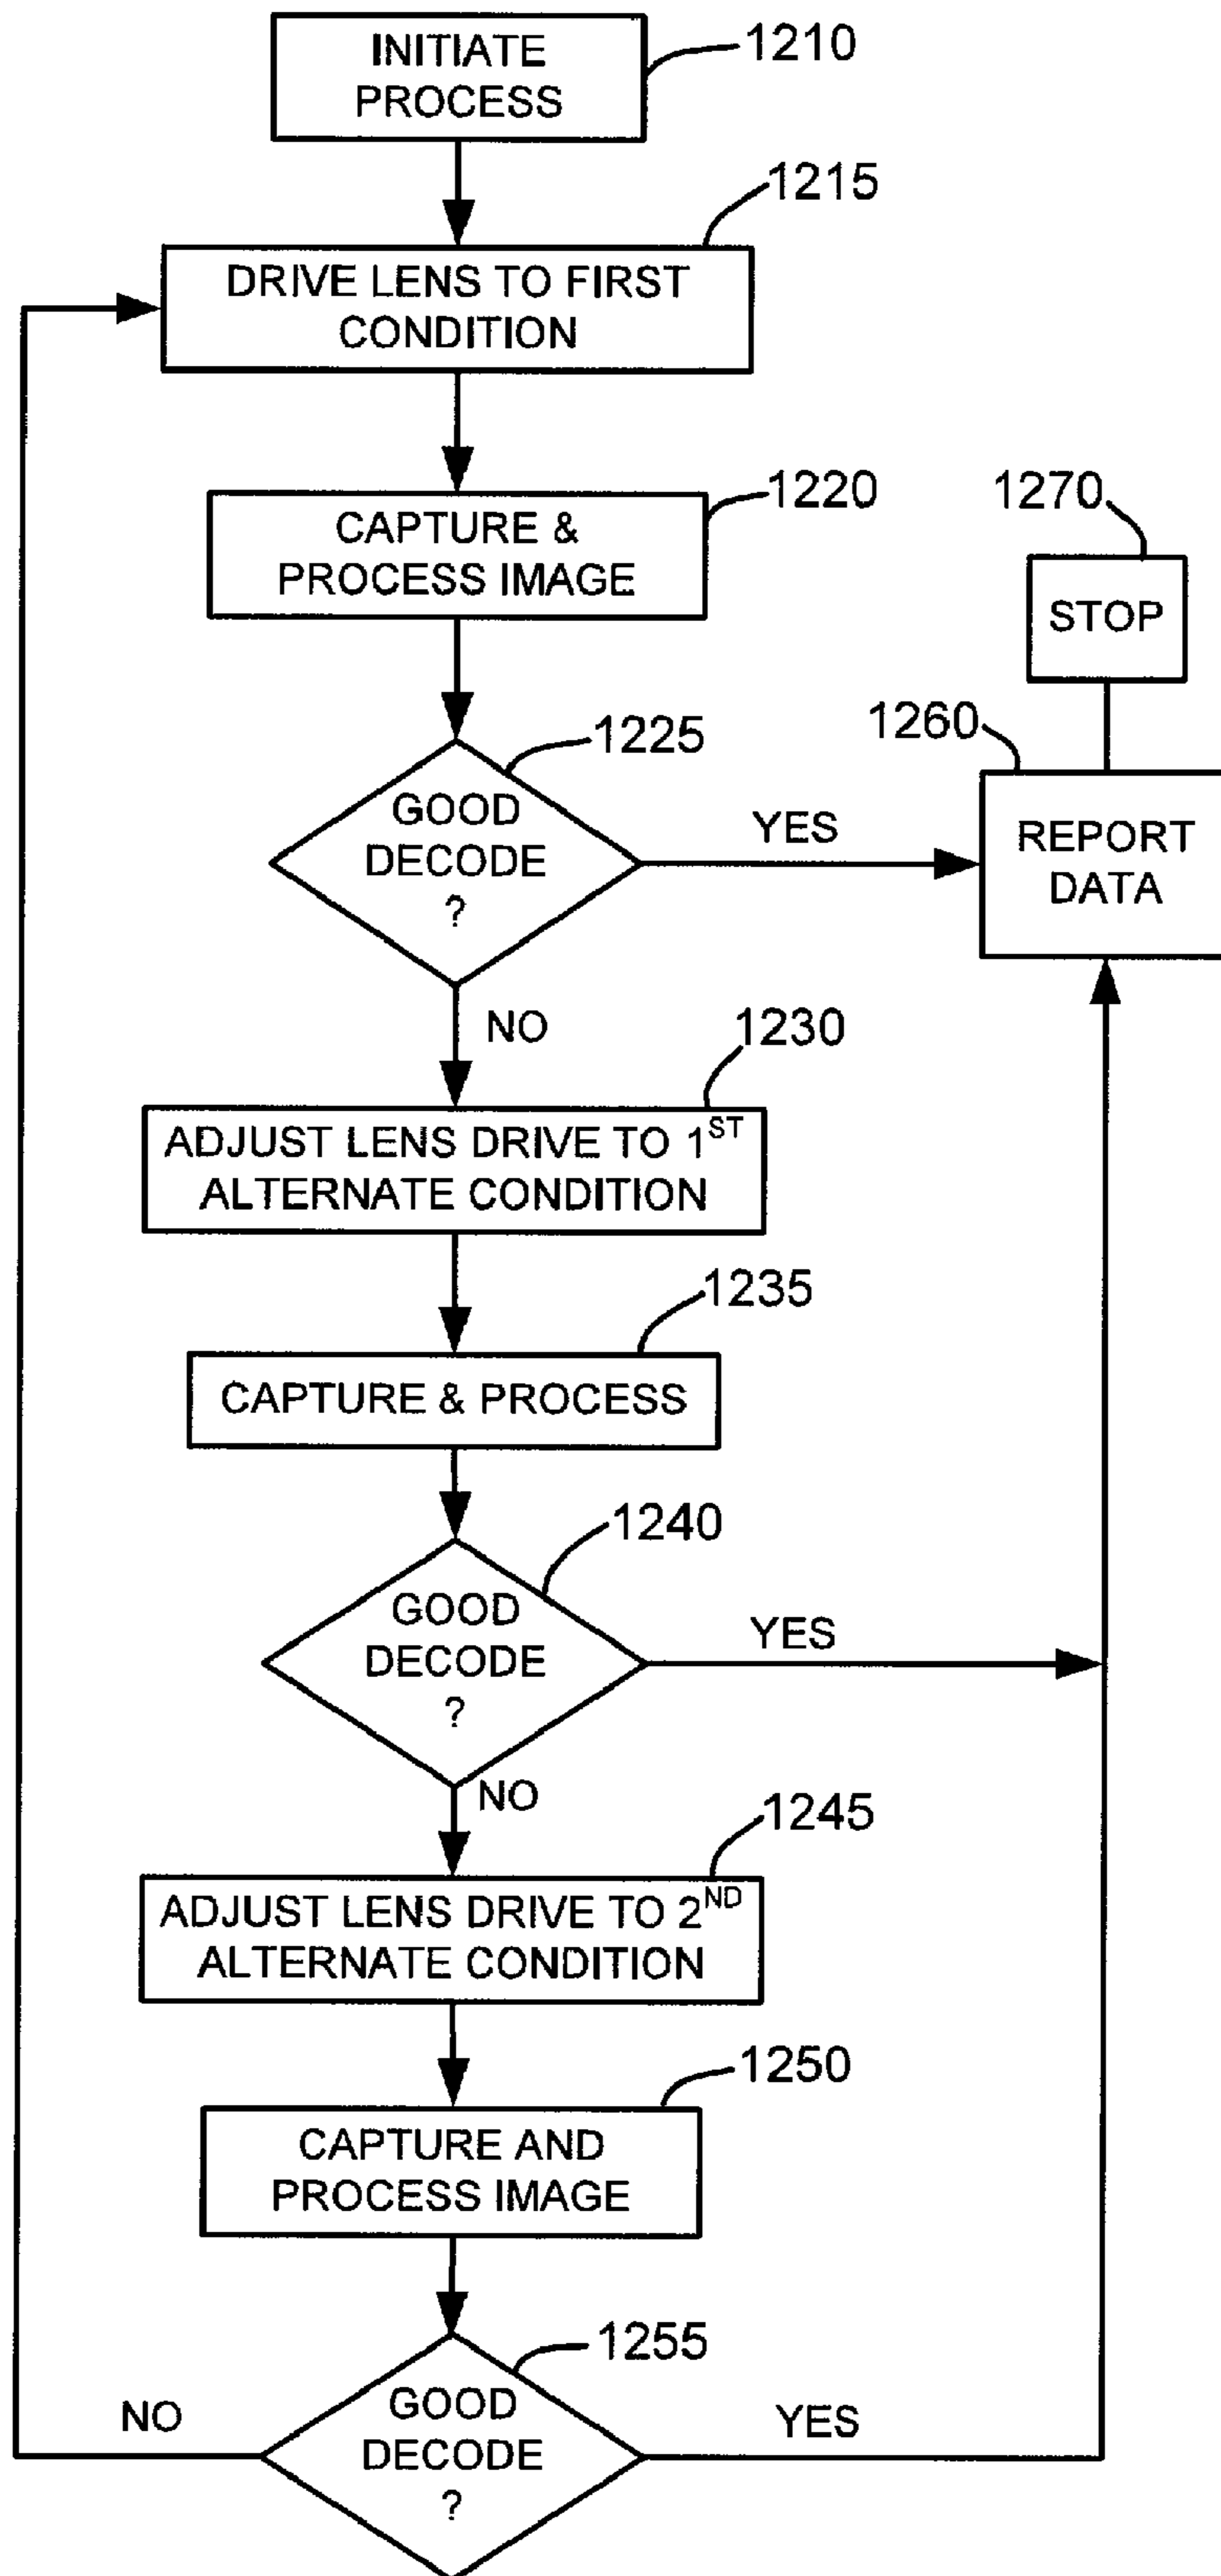 INITIATE
PROCESS
1210
1215
DRIVE LENS TO FIRST
CONDITION
1220
CAPTURE &
PROCESS IMAGE
1270
STOP
1225
GOOD
DECODE
?
YES
1260
REPORT
DATA
NO
1230
ADJUST LENS DRIVE TO 1ST
ALTERNATE CONDITION
1235
CAPTURE & PROCESS
1240
GOOD
DECODE
?
YES
NO
1245
ADJUST LENS DRIVE TO 2ND
ALTERNATE CONDITION
1250
CAPTURE AND
PROCESS IMAGE
1255
GOOD
DECODE
?
NO
YES